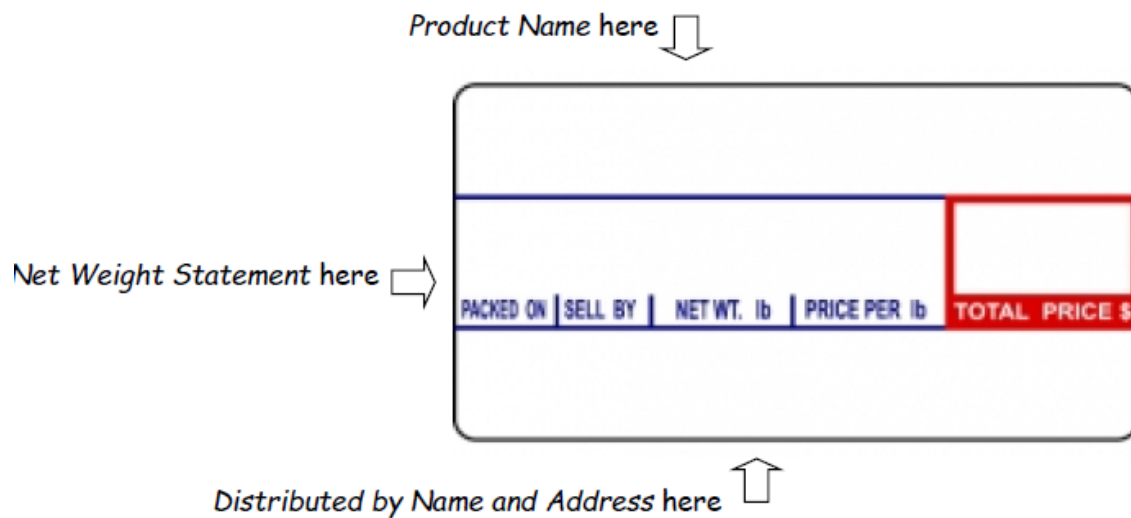 Product Name here
Net Weight Statement here
PACKED ON SELL BY NET WT. lb PRICE PER lb TOTAL PRICE $
Distributed by Name and Address here